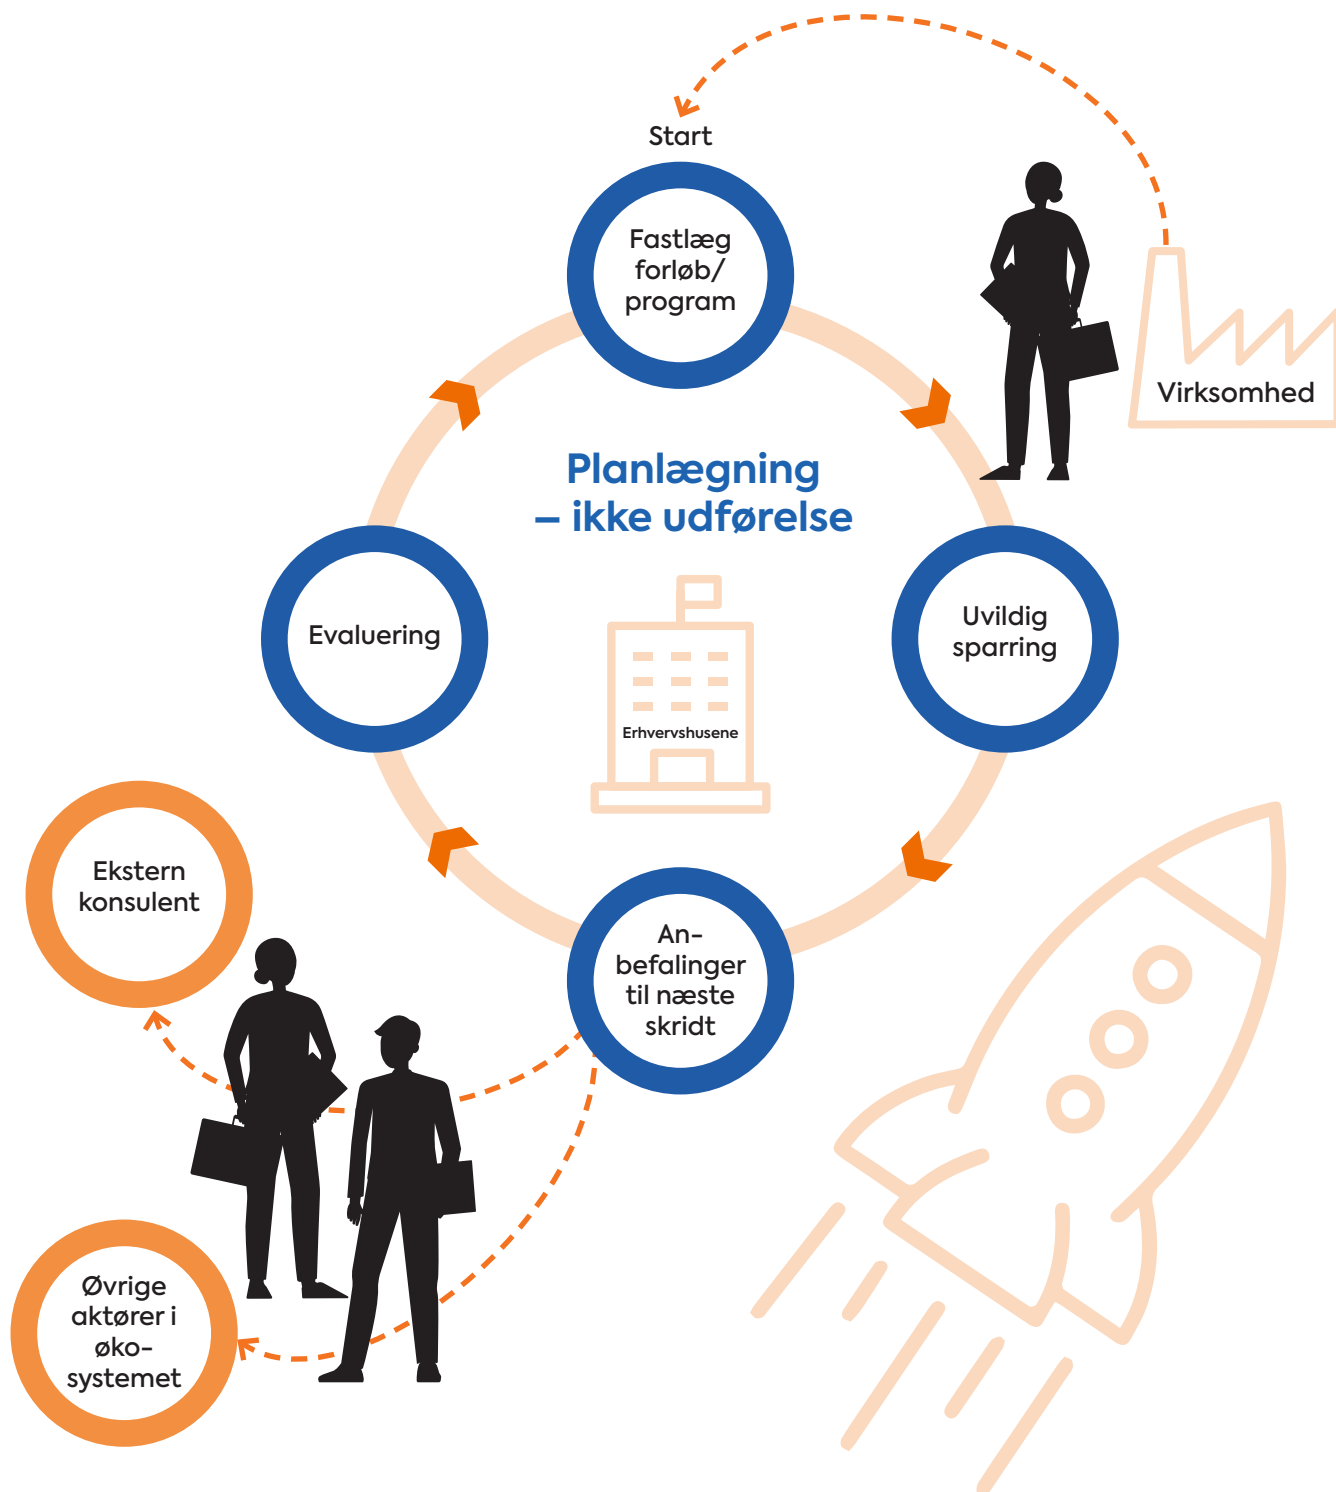 Start
Fastlæg
forløb/
program
Virksomhed
Planlægning
– ikke udførelse
Evaluering
Uvildig
sparring
Erhvervshusene
Ekstern
konsulent
An-
befalinger
til næste
skridt
Øvrige
aktører i
øko-
systemet